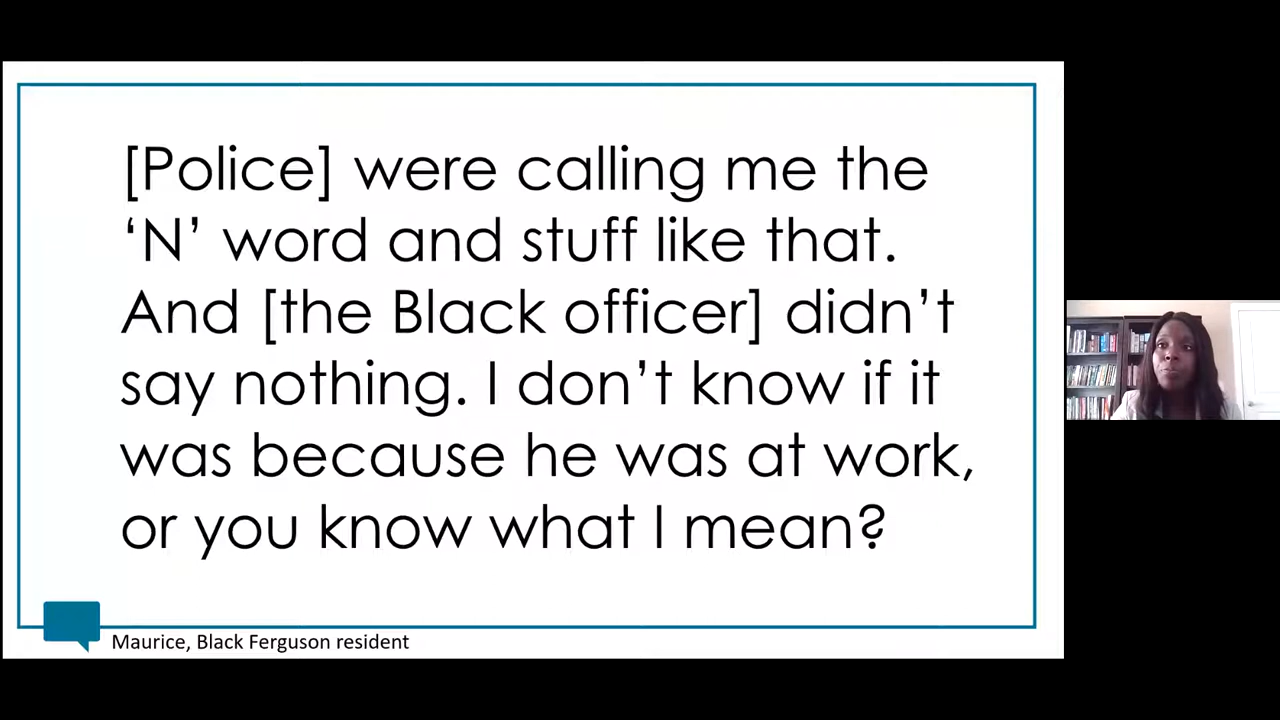 [Police] were calling me the
‘N’ word and stuff like that.
And [the Black officer] didn’t
say nothing. I don’t know if it
was because he was at work,
or you know what I mean?
Maurice, Black Ferguson resident